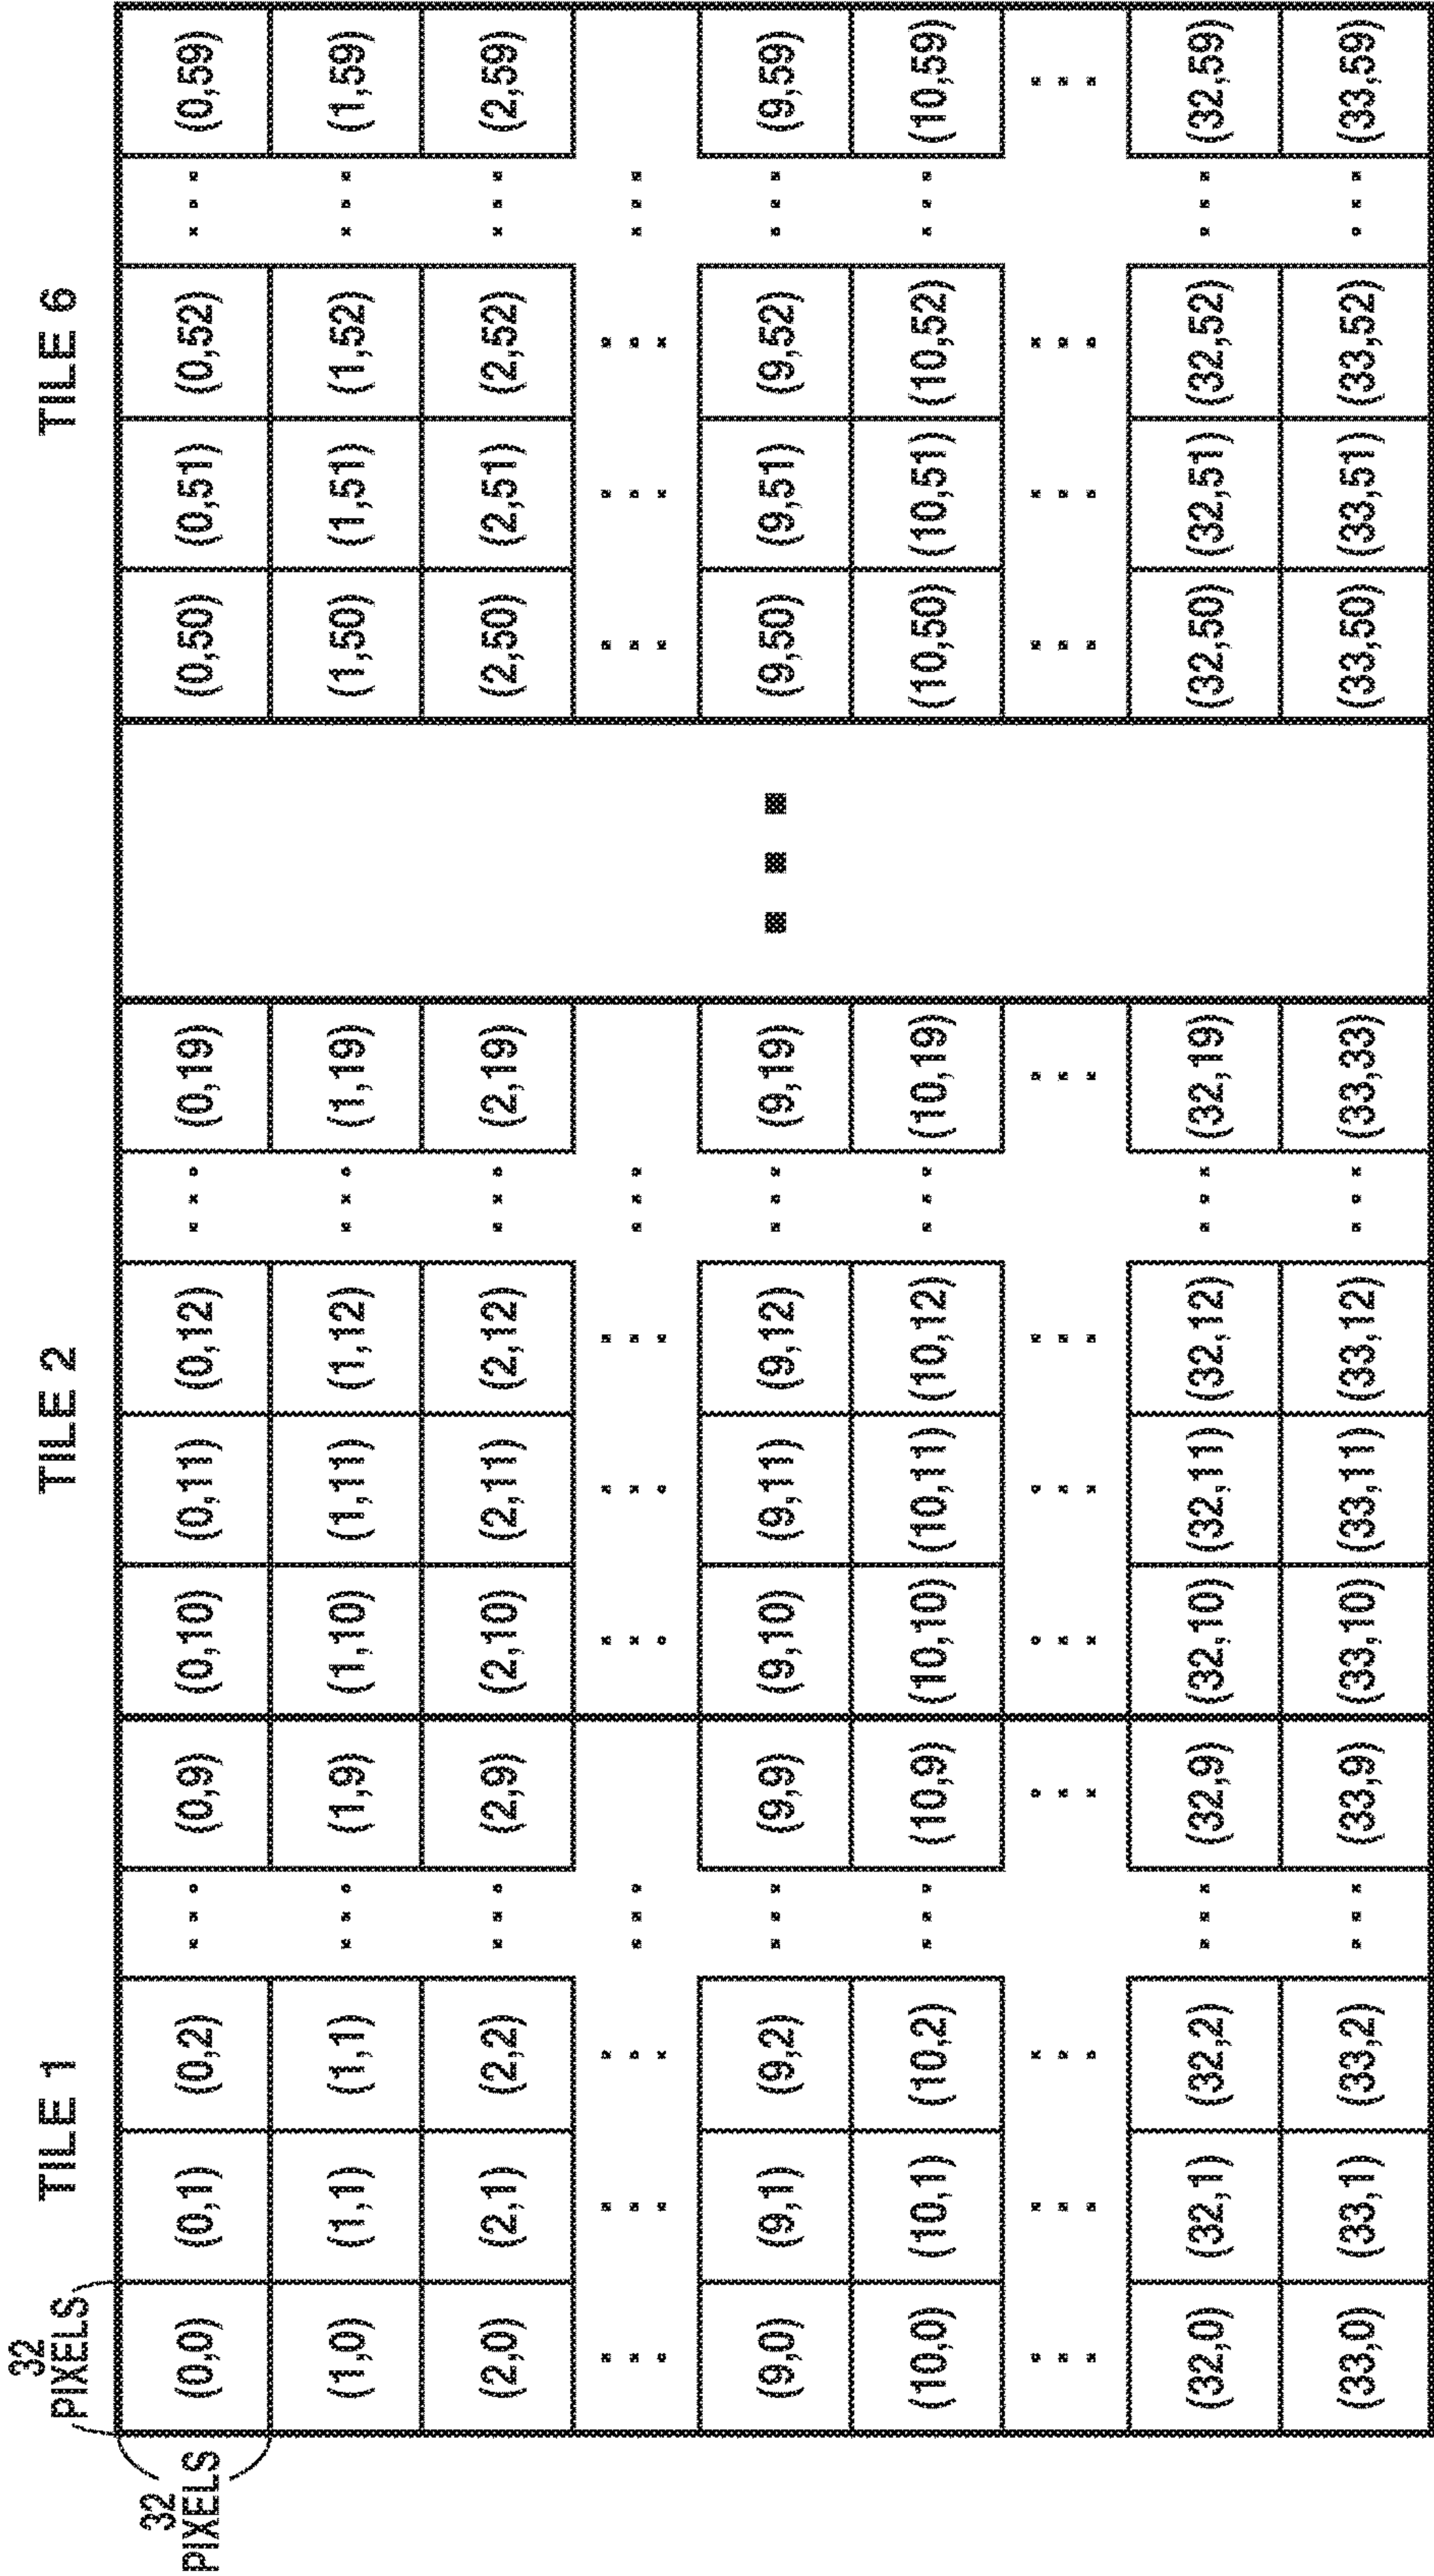 32
PIXELS
TILE 1 TILE 2 TILE 6
32
PIXELS
(0,0) (0,1) (0,2) ... (0,9) (0,10) (0,11) (0,12) ... (0,19) (0,50) (0,51) (0,52) ... (0,59)
(1,0) (1,1) (1,1) ... (1,9) (1,10) (1,11) (1,12) ... (1,19) (1,50) (1,51) (1,52) ... (1,59)
(2,0) (2,1) (2,2) ... (2,9) (2,10) (2,11) (2,12) ... (2,19) (2,50) (2,51) (2,52) ... (2,59)
(9,0) (9,1) (9,2) ... (9,9) (9,10) (9,11) (9,12) ... (9,19) ... (9,50) (9,51) (9,52) ... (9,59)
(10,0) (10,1) (10,2) ... (10,9) (10,10) (10,11) (10,12) ... (10,19) (10,50) (10,51) (10,52) ... (10,59)
(32,0) (32,1) (32,2) ... (32,9) (32,10) (32,11) (32,12) ... (32,19) (32,50) (32,51) (32,52) ... (32,59)
(33,0) (33,1) (33,2) ... (33,9) (33,10) (33,11) (33,12) ... (33,33) (33,50) (33,51) (33,52) ... (33,59)